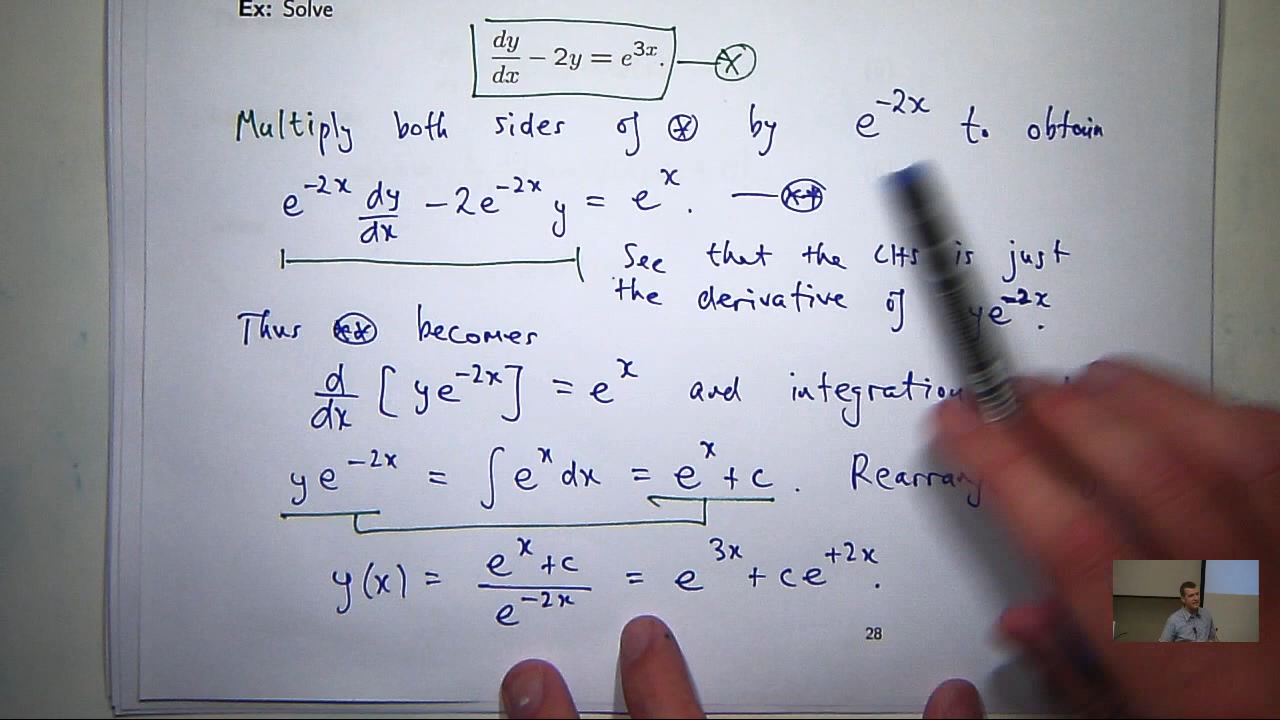 Ex: Solve
dy/dx − 2y = e^{3x}. —⊛
Multiply both sides of ⊛ by e^{−2x} to obtain
e^{−2x} dy/dx − 2e^{−2x} y = e^x. —(**)
See that the LHS is just
the derivative of ye^{−2x}.
Thus (**) becomes
d/dx [ye^{−2x}] = e^x and integration
ye^{−2x} = ∫e^x dx = e^x + c.
y(x) = (e^x + c)/e^{−2x} = e^{3x} + ce^{+2x}.
28